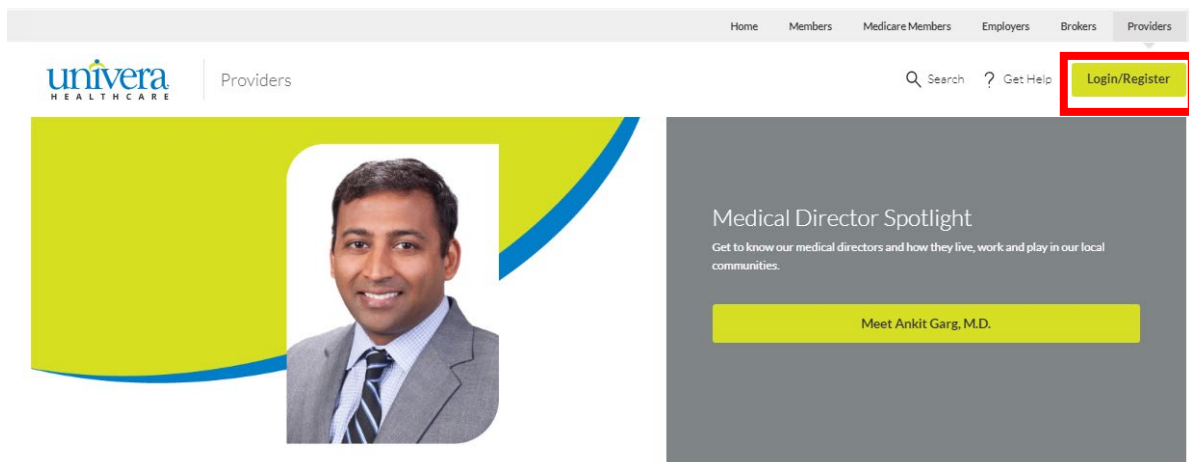 Home Members Medicare Members Employers Brokers Providers
univera
HEALTHCARE
Providers
Search ? Get Help Login/Register
Medical Director Spotlight
Get to know our medical directors and how they live, work and play in our local
communities.
Meet Ankit Garg, M.D.